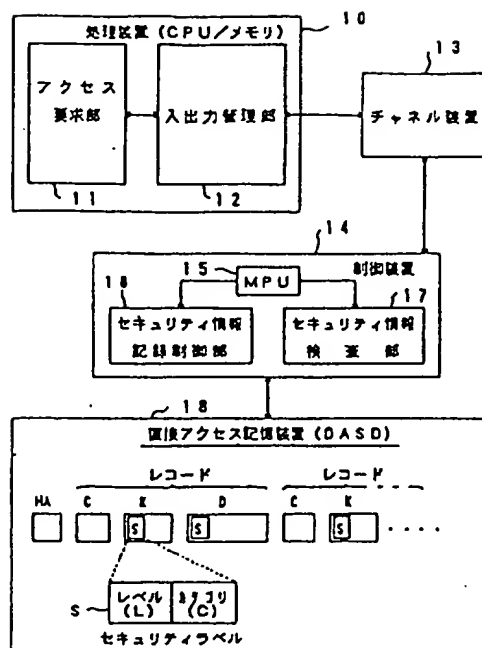 処理装置(CPU/メモリ)
10
アクセス
要求部
入出力管理部
11
12
13
チャネル装置
14
制御装置
15
MPU
16
17
セキュリティ情報
記録制御部
セキュリティ情報
検査部
18
直接アクセス記憶装置(DASD)
レコード
レコード
HA C K D C K
S S S ・・・・
S
レベル
(L)
カテゴリ
(C)
セキュリティラベル